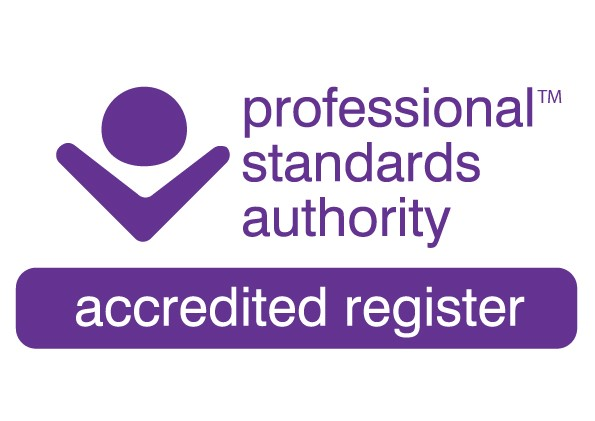 professional™
standards
authority
accredited register